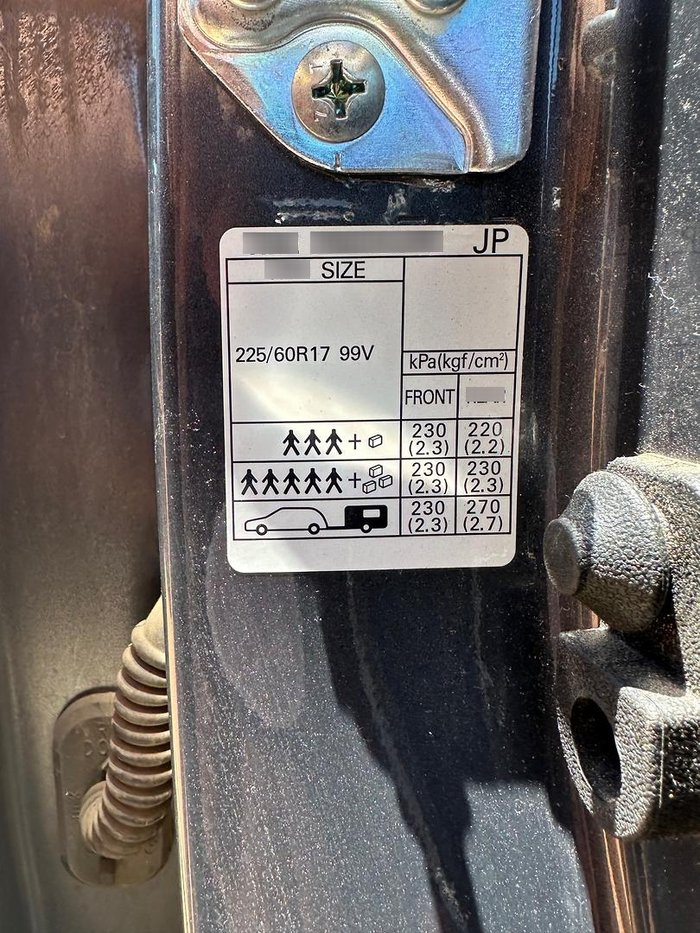 JP
SIZE
225/60R17 99V
kPa(kgf/cm²)
FRONT
+ 230 220
(2.3) (2.2)
+ 230 230
(2.3) (2.3)
230 270
(2.3) (2.7)